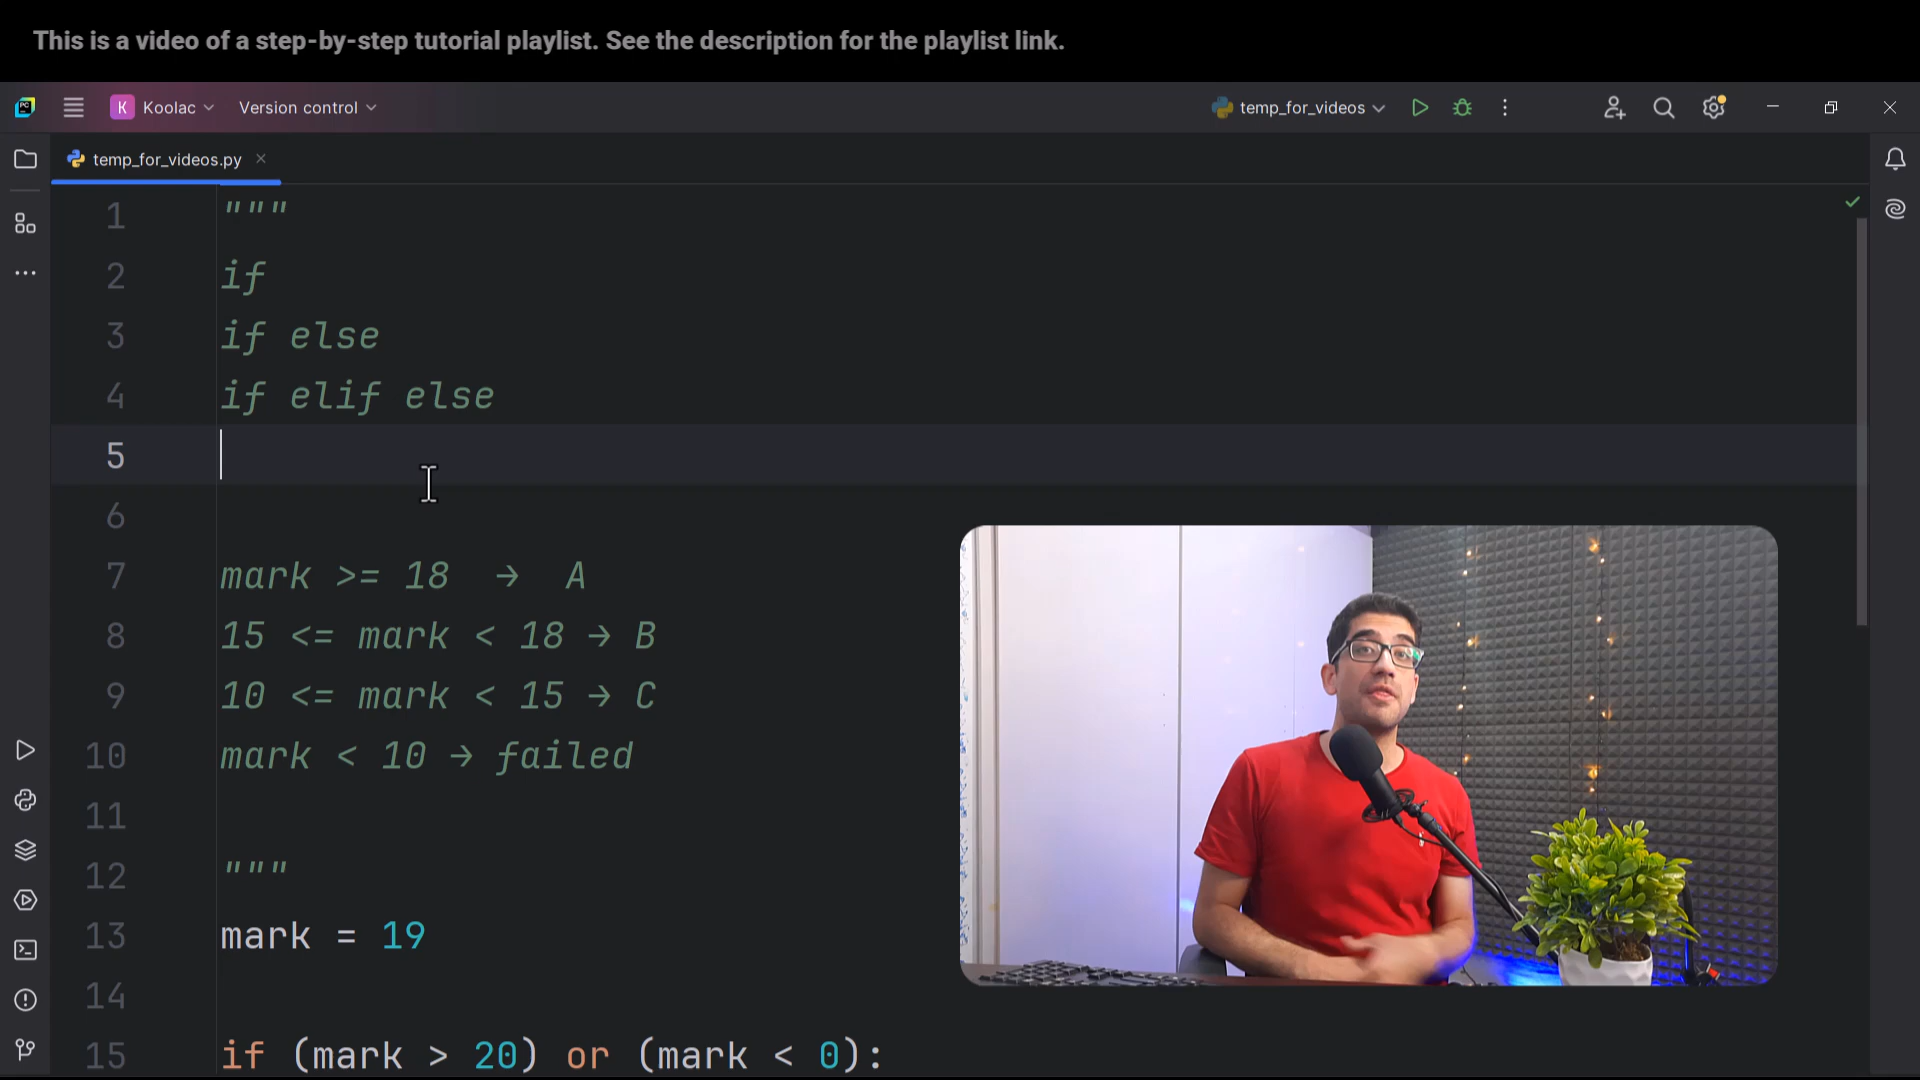 This is a video of a step-by-step tutorial playlist. See the description for the playlist link.
K Koolac Version control temp_for_videos
temp_for_videos.py
1 """
2 if
3 if else
4 if elif else
5
6
7 mark >= 18 → A
8 15 <= mark < 18 → B
9 10 <= mark < 15 → C
10 mark < 10 → failed
11
12 """
13 mark = 19
14
15 if (mark > 20) or (mark < 0):